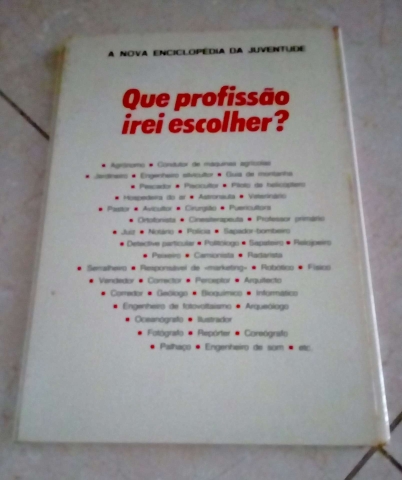 A NOVA ENCICLOPÉDIA DA JUVENTUDE
Que profissão
irei escolher?
• Agrónomo • Condutor de máquinas agrícolas
• Jardineiro • Engenheiro silvicultor • Guia de montanha
• Pescador • Piscicultor • Piloto de helicóptero
• Hospedeira do ar • Astronauta • Veterinário
• Pastor • Avicultor • Cirurgião • Puericultora
• Ortofonista • Cinesiterapeuta • Professor primário
• Juiz • Notário • Polícia • Sapador-bombeiro
• Detective particular • Politólogo • Sapateiro • Relojoeiro
• Peixeiro • Camionista • Radarista
• Serralheiro • Responsável de «marketing» • Robótico • Físico
• Vendedor • Corrector • Perceptor • Arquitecto
• Corredor • Geólogo • Bioquímico • Informático
• Engenheiro de fotovoltaismo • Arqueólogo
• Oceanógrafo • Ilustrador
• Fotógrafo • Repórter • Coreógrafo
• Palhaço • Engenheiro de som • etc.